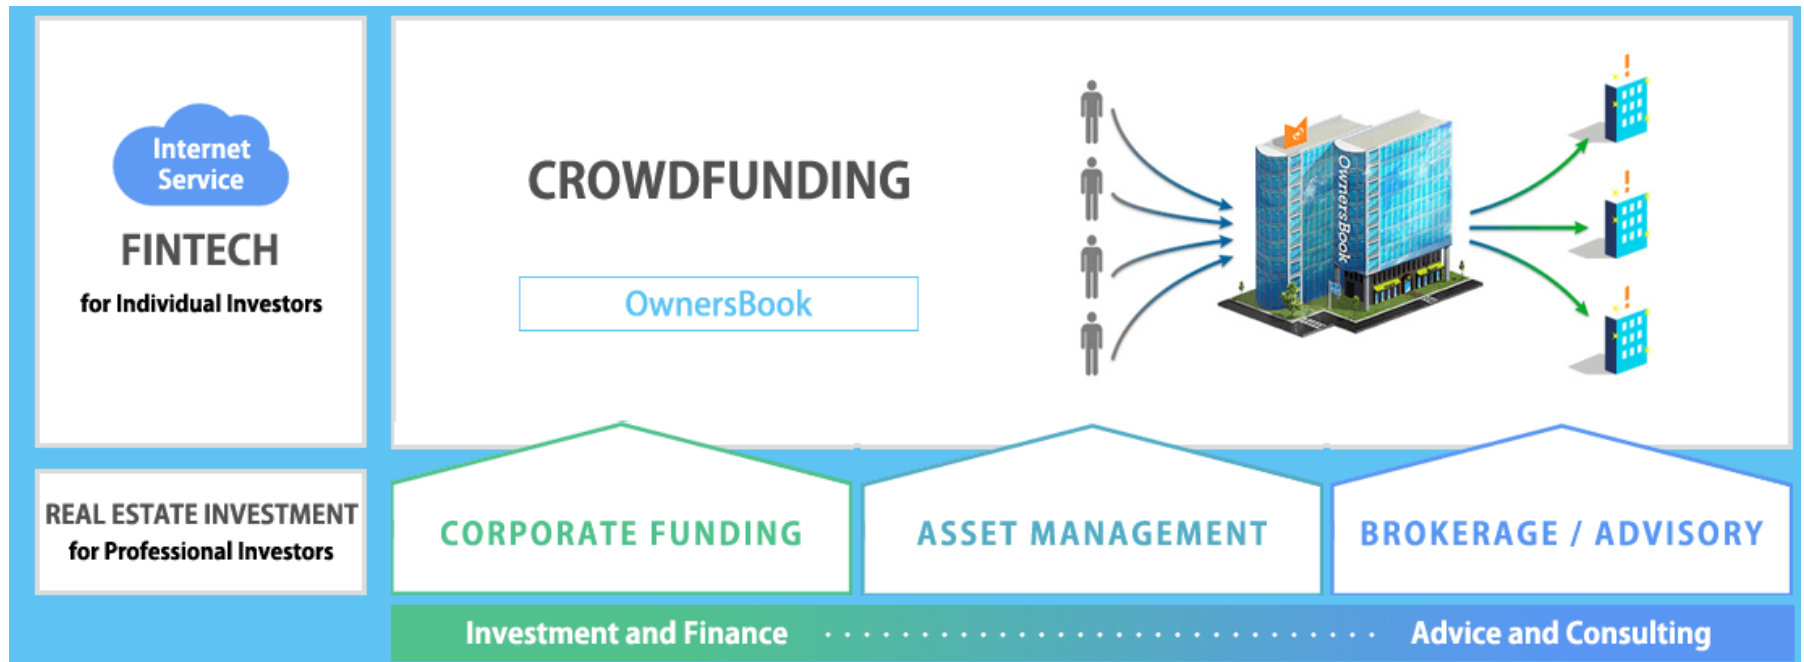 Internet
Service
FINTECH
for Individual Investors
CROWDFUNDING
OwnersBook
OwnersBook
REAL ESTATE INVESTMENT
for Professional Investors
CORPORATE FUNDING
ASSET MANAGEMENT
BROKERAGE / ADVISORY
Investment and Finance
Advice and Consulting